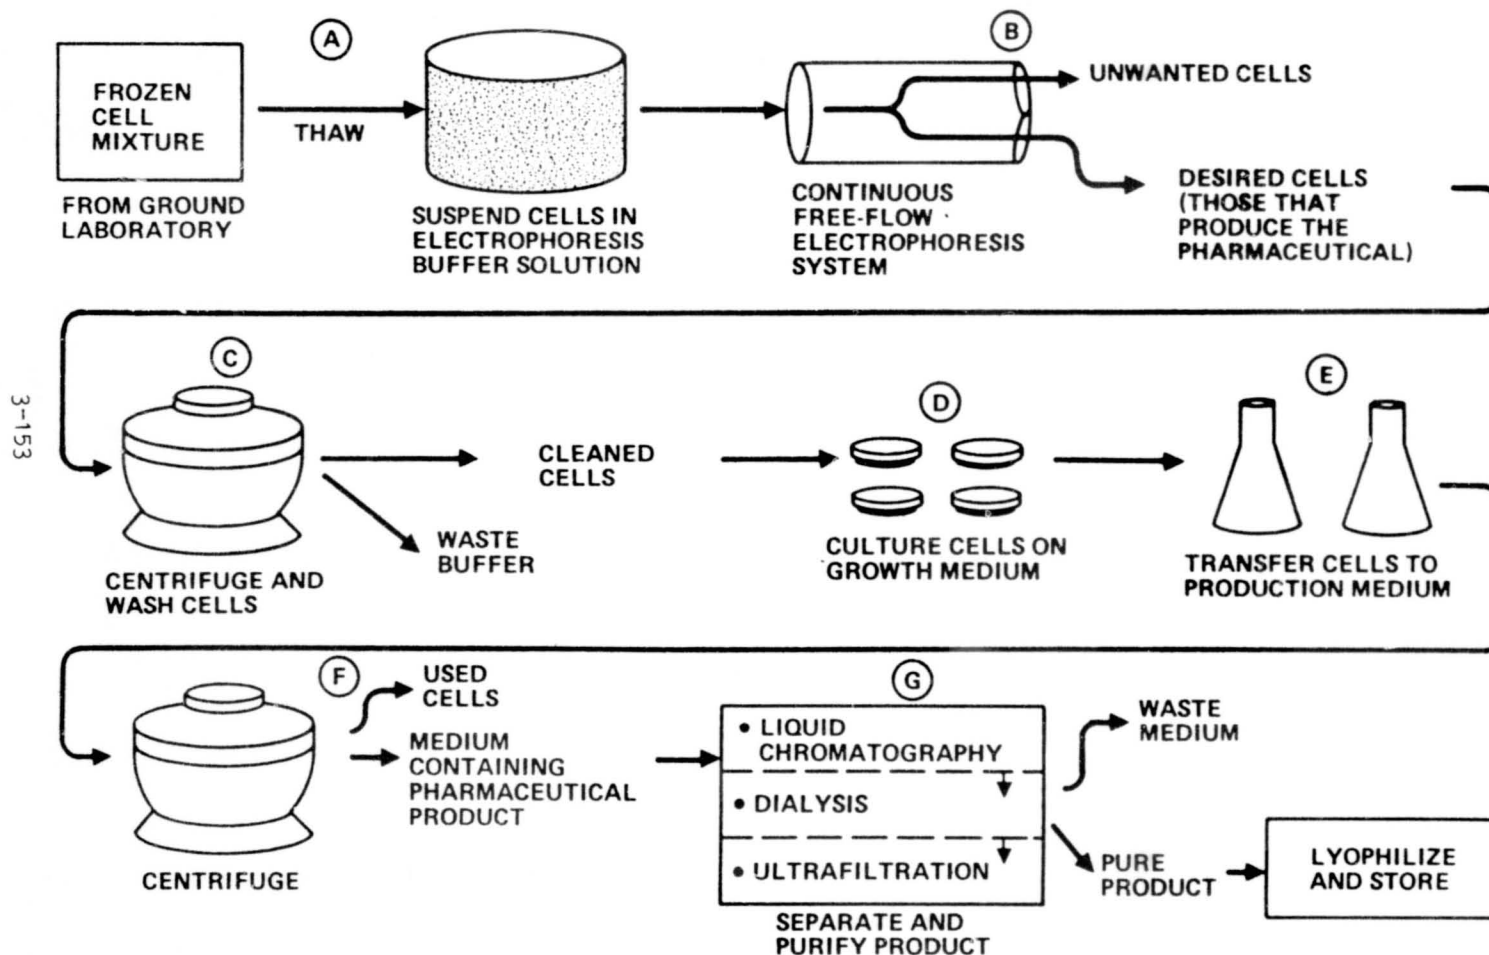 A
B
FROZEN
CELL
MIXTURE
THAW
FROM GROUND
LABORATORY
SUSPEND CELLS IN
ELECTROPHORESIS
BUFFER SOLUTION
CONTINUOUS
FREE-FLOW
ELECTROPHORESIS
SYSTEM
UNWANTED CELLS
DESIRED CELLS
(THOSE THAT
PRODUCE THE
PHARMACEUTICAL)
3-153
C
CENTRIFUGE AND
WASH CELLS
CLEANED
CELLS
WASTE
BUFFER
D
CULTURE CELLS ON
GROWTH MEDIUM
E
TRANSFER CELLS TO
PRODUCTION MEDIUM
F
CENTRIFUGE
USED
CELLS
MEDIUM
CONTAINING
PHARMACEUTICAL
PRODUCT
G
• LIQUID
CHROMATOGRAPHY
• DIALYSIS
• ULTRAFILTRATION
SEPARATE AND
PURIFY PRODUCT
WASTE
MEDIUM
PURE
PRODUCT
LYOPHILIZE
AND STORE